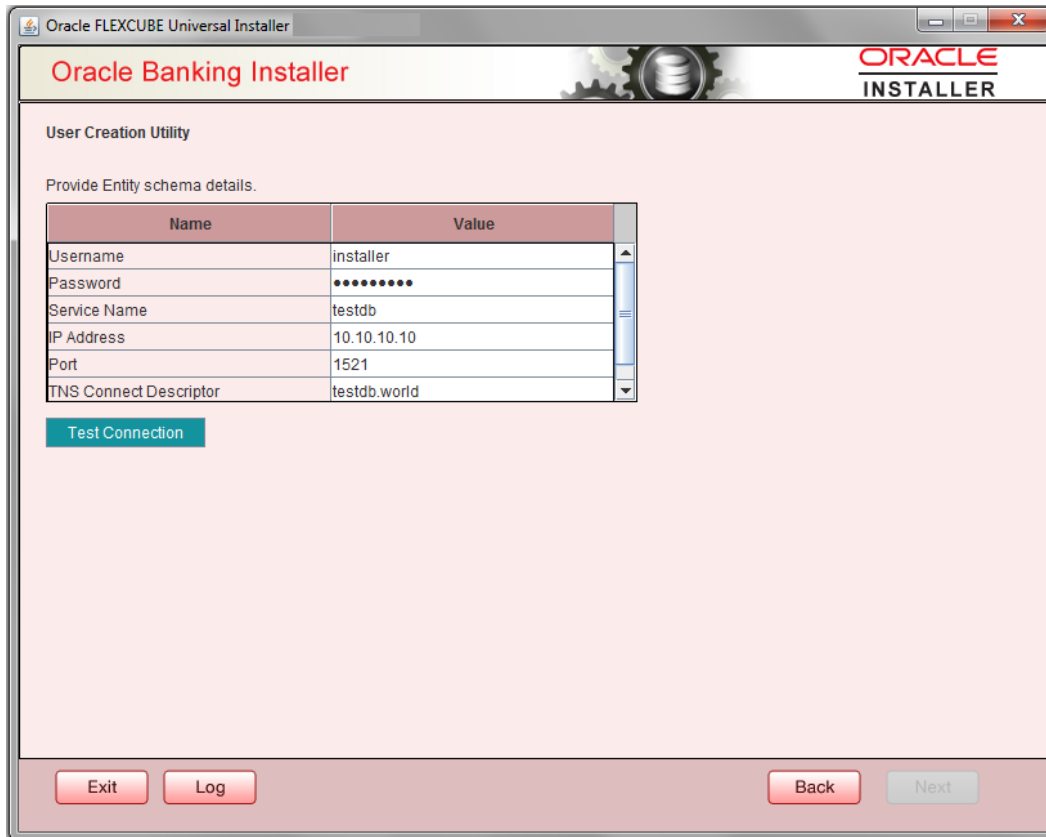 Oracle FLEXCUBE Universal Installer
Oracle Banking Installer
ORACLE
INSTALLER
User Creation Utility
Provide Entity schema details.
Name Value
Username installer
Password •••••••••
Service Name testdb
IP Address 10.10.10.10
Port 1521
TNS Connect Descriptor testdb.world
Test Connection
Exit Log Back Next